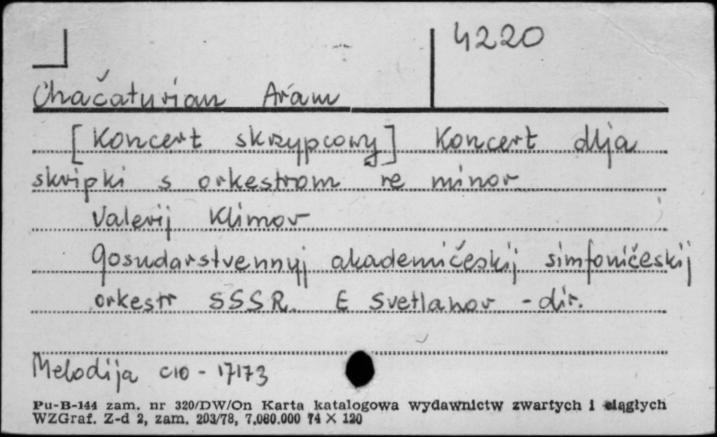 4220
Chačaturian Aram
[Koncert skrzypcowy] Koncert dlja
skripki s orkestrom re minor
Valerij Klimov
Gosudarstvennyj akademičeskij simfoničeskij
orkestr SSSR. E Svetlanov - dir.
Melodija C10 - 17173
Pu-B-144 zam. nr 320/DW/On Karta katalogowa wydawnictw zwartych i ciągłych
WZGraf. Z-d 2, zam. 203/78, 7.080.000 74 X 120